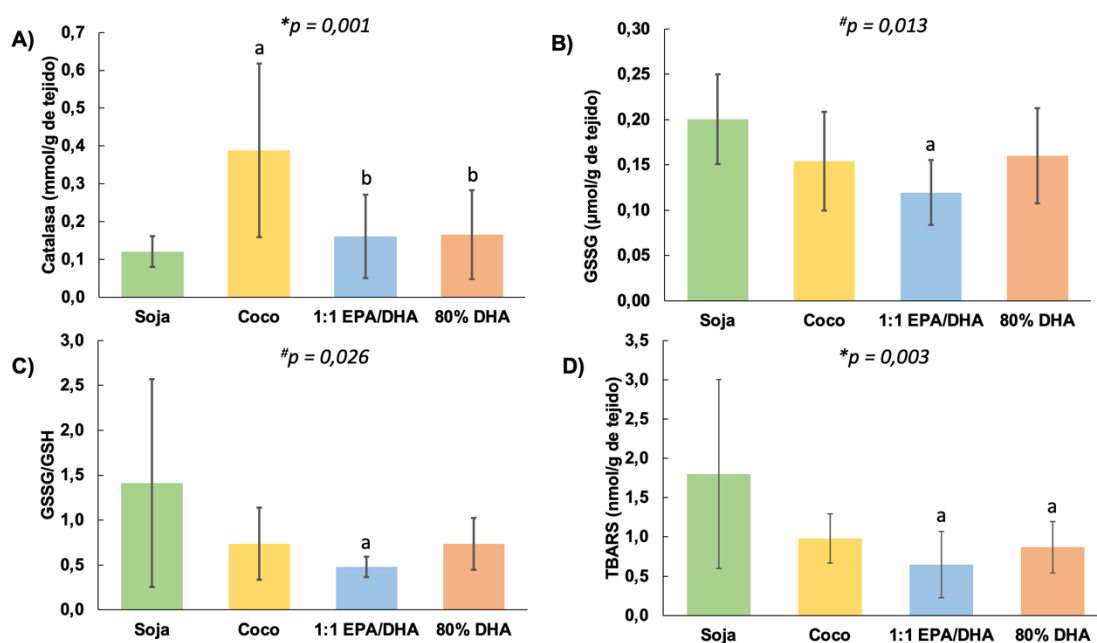 A)
*p = 0,001
Catalasa (mmol/g de tejido)
0,7
0,6
0,5
0,4
0,3
0,2
0,1
0,0
a
b
b
Soja Coco 1:1 EPA/DHA 80% DHA
B)
#p = 0,013
GSSG (µmol/g de tejido)
0,30
0,25
0,20
0,15
0,10
0,05
0,00
a
Soja Coco 1:1 EPA/DHA 80% DHA
C)
#p = 0,026
GSSG/GSH
3,0
2,5
2,0
1,5
1,0
0,5
0,0
a
Soja Coco 1:1 EPA/DHA 80% DHA
D)
*p = 0,003
TBARS (nmol/g de tejido)
3,5
3,0
2,5
2,0
1,5
1,0
0,5
0,0
a
a
Soja Coco 1:1 EPA/DHA 80% DHA